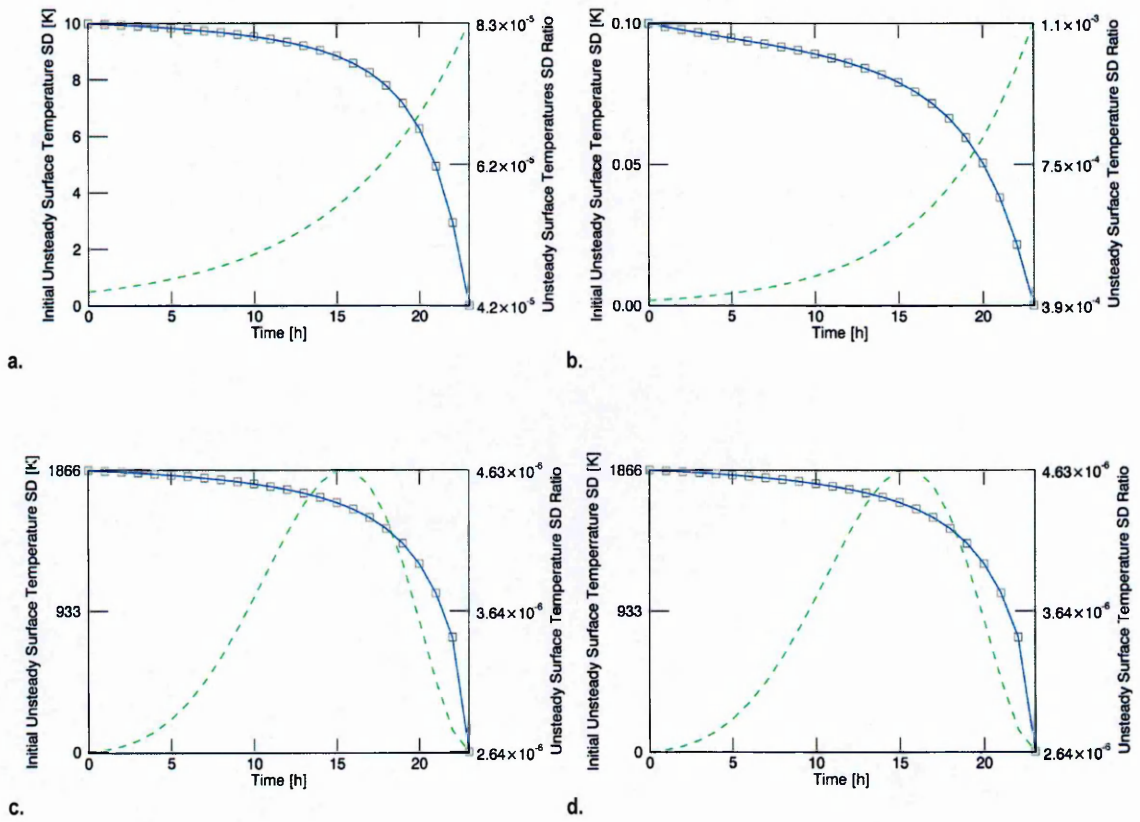 Initial Unsteady Surface Temperature SD [K]
10
8
6
4
2
0
0
5
10
15
20
Time [h]
8.3×10⁻⁵
6.2×10⁻⁵
4.2×10⁻⁵
Unsteady Surface Temperatures SD Ratio
a.
Initial Unsteady Surface Temperature SD [K]
0.10
0.05
0.00
0
5
10
15
20
Time [h]
1.1×10⁻³
7.5×10⁻⁴
3.9×10⁻⁴
Unsteady Surface Temperatures SD Ratio
b.
Initial Unsteady Surface Temperature SD [K]
1866
933
0
0
5
10
15
20
Time [h]
4.63×10⁻⁶
3.64×10⁻⁶
2.64×10⁻⁶
Unsteady Surface Temperature SD Ratio
c.
Initial Unsteady Surface Temperrature SD [K]
1866
933
0
0
5
10
15
20
Time [h]
4.63×10⁻⁶
3.64×10⁻⁶
2.64×10⁻⁶
Unsteady Surface Temperature SD Ratio
d.